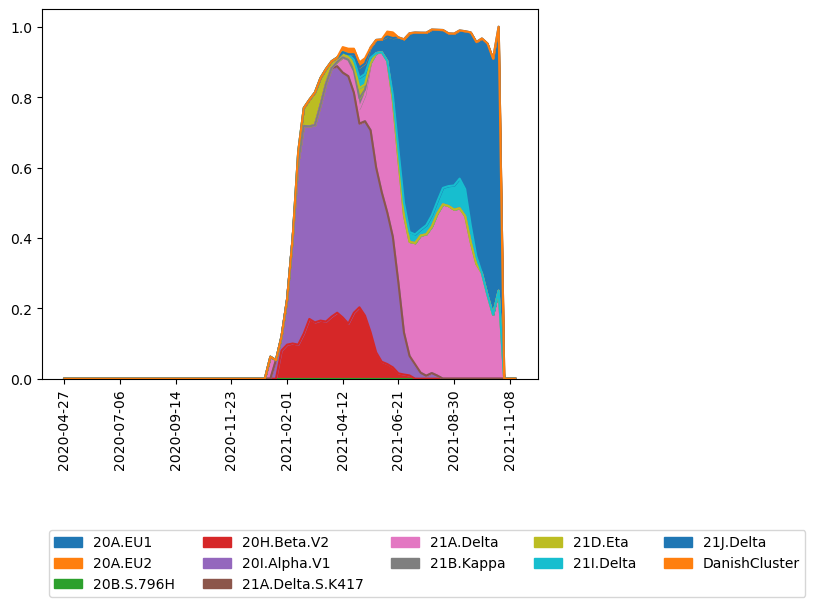 1.0
0.8
0.6
0.4
0.2
0.0
2020-04-27
2020-07-06
2020-09-14
2020-11-23
2021-02-01
2021-04-12
2021-06-21
2021-08-30
2021-11-08
20A.EU1
20H.Beta.V2
21A.Delta
21D.Eta
21J.Delta
20A.EU2
20I.Alpha.V1
21B.Kappa
21I.Delta
DanishCluster
20B.S.796H
21A.Delta.S.K417